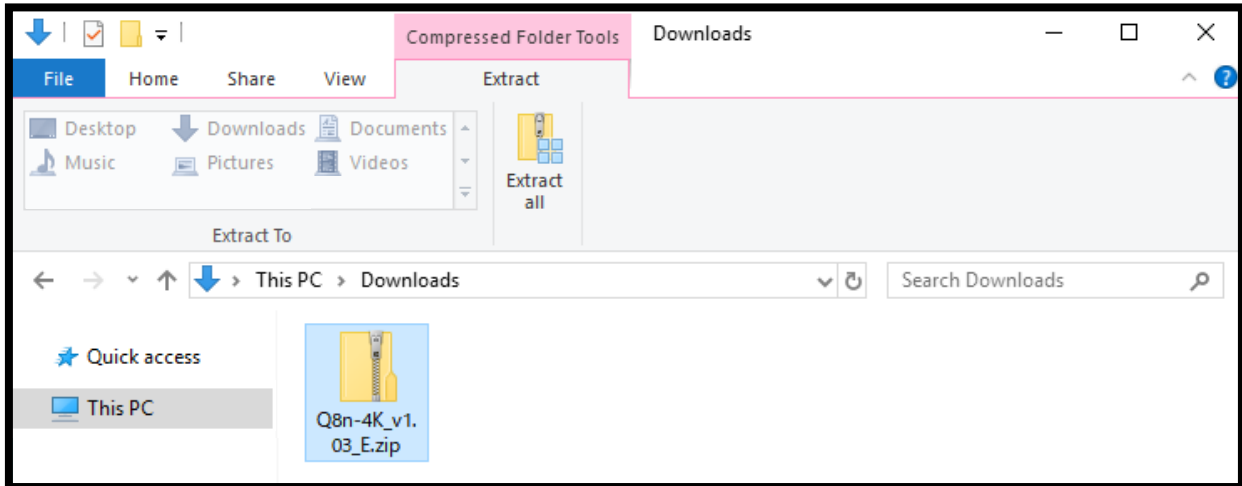 Compressed Folder Tools
Downloads
File
Home
Share
View
Extract
Desktop
Downloads
Documents
Music
Pictures
Videos
Extract
all
Extract To
This PC > Downloads
Search Downloads
Quick access
This PC
Q8n-4K_v1.
03_E.zip